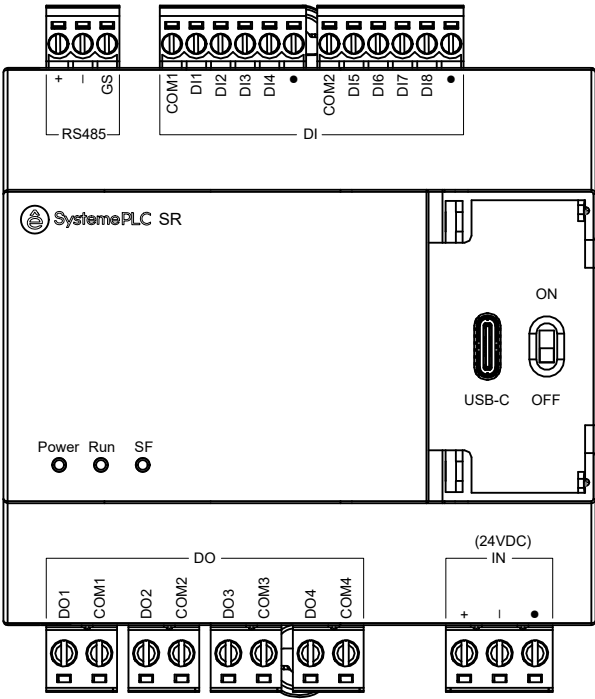 + – GS
RS485
COM1 DI1 DI2 DI3 DI4 • COM2 DI5 DI6 DI7 DI8 •
DI
SystemePLC SR
ON
USB-C OFF
Power Run SF
(24VDC)
DO IN
DO1 COM1 DO2 COM2 DO3 COM3 DO4 COM4 + – •